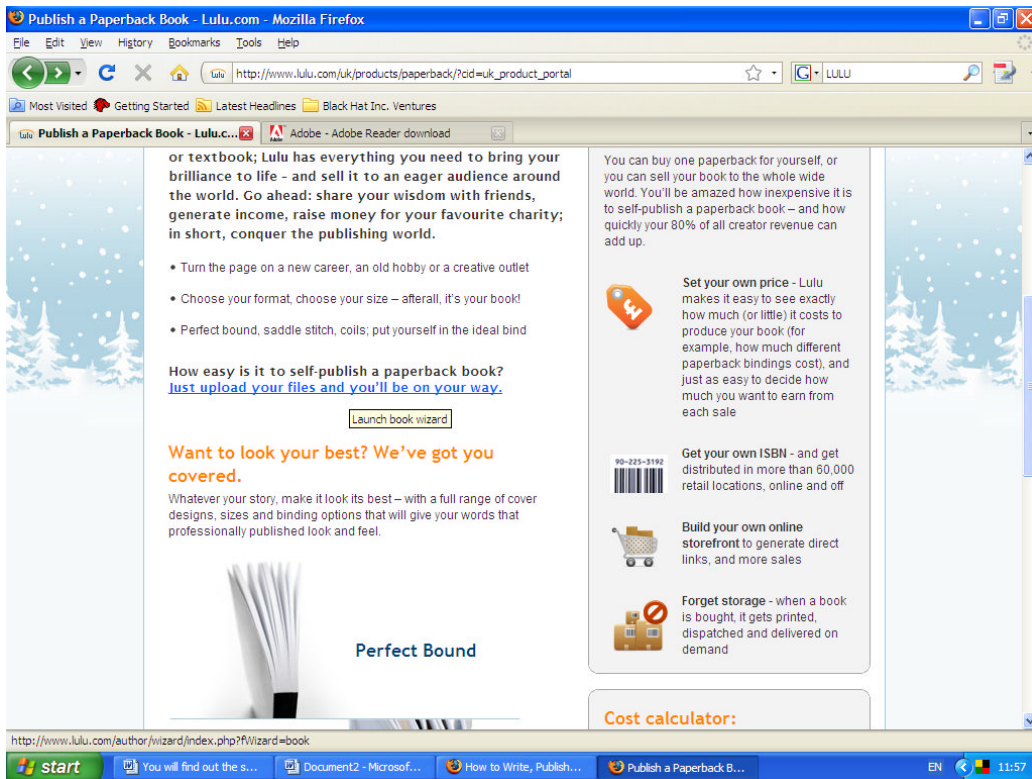 Publish a Paperback Book - Lulu.com - Mozilla Firefox
File Edit View History Bookmarks Tools Help
Lulu http://www.lulu.com/uk/products/paperback/?cid=uk_product_portal
G LULU
Most Visited Getting Started Latest Headlines Black Hat Inc. Ventures
Lulu Publish a Paperback Book - Lulu.c... Adobe - Adobe Reader download
or textbook; Lulu has everything you need to bring your
brilliance to life - and sell it to an eager audience around
the world. Go ahead: share your wisdom with friends,
generate income, raise money for your favourite charity;
in short, conquer the publishing world.
• Turn the page on a new career, an old hobby or a creative outlet
• Choose your format, choose your size – afterall, it's your book!
• Perfect bound, saddle stitch, coils; put yourself in the ideal bind
How easy is it to self-publish a paperback book?
Just upload your files and you'll be on your way.
Launch book wizard
Want to look your best? We've got you
covered.
Whatever your story, make it look its best – with a full range of cover
designs, sizes and binding options that will give your words that
professionally published look and feel.
Perfect Bound
You can buy one paperback for yourself, or
you can sell your book to the whole wide
world. You'll be amazed how inexpensive it is
to self-publish a paperback book – and how
quickly your 80% of all creator revenue can
add up.
£
Set your own price - Lulu
makes it easy to see exactly
how much (or little) it costs to
produce your book (for
example, how much different
paperback bindings cost), and
just as easy to decide how
much you want to earn from
each sale
90-225-3192
Get your own ISBN - and get
distributed in more than 60,000
retail locations, online and off
Build your own online
storefront to generate direct
links, and more sales
Forget storage - when a book
is bought, it gets printed,
dispatched and delivered on
demand
Cost calculator:
http://www.lulu.com/author/wizard/index.php?fWizard=book
start You will find out the s... Document2 - Microsof... How to Write, Publish... Publish a Paperback B... EN 11:57